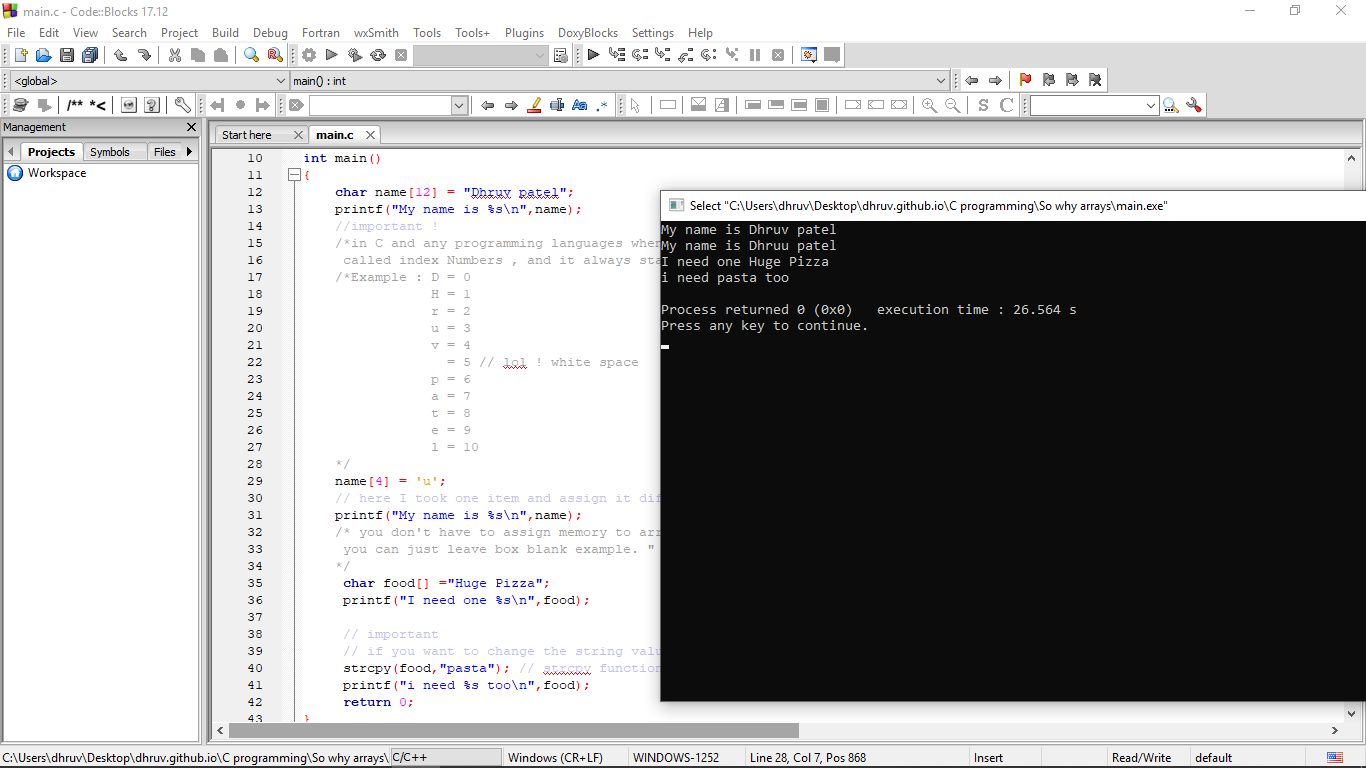 main.c - Code::Blocks 17.12
File Edit View Search Project Build Debug Fortran wxSmith Tools Tools+ Plugins DoxyBlocks Settings Help
<global> main() : int
/** *<
Aa .*
S C
Management
Start here main.c
Projects Symbols Files
Workspace
10 int main()
11 {
12 char name[12] = "Dhruv patel";
13 printf("My name is %s\n",name);
14 //important !
15 /*in C and any programming languages when
16 called index Numbers , and it always sta
17 /*Example : D = 0
18 H = 1
19 r = 2
20 u = 3
21 v = 4
22 = 5 // lol ! white space
23 p = 6
24 a = 7
25 t = 8
26 e = 9
27 l = 10
28 */
29 name[4] = 'u';
30 // here I took one item and assign it dif
31 printf("My name is %s\n",name);
32 /* you don't have to assign memory to arr
33 you can just leave box blank example. "
34 */
35 char food[] ="Huge Pizza";
36 printf("I need one %s\n",food);
37
38 // important
39 // if you want to change the string valu
40 strcpy(food,"pasta"); // strcpy function
41 printf("i need %s too\n",food);
42 return 0;
43 }
Select "C:\Users\dhruv\Desktop\dhruv.github.io\C programming\So why arrays\main.exe"
My name is Dhruv patel
My name is Dhruu patel
I need one Huge Pizza
i need pasta too
Process returned 0 (0x0) execution time : 26.564 s
Press any key to continue.
C:\Users\dhruv\Desktop\dhruv.github.io\C programming\So why arrays\ C/C++ Windows (CR+LF) WINDOWS-1252 Line 28, Col 7, Pos 868 Insert Read/Write default